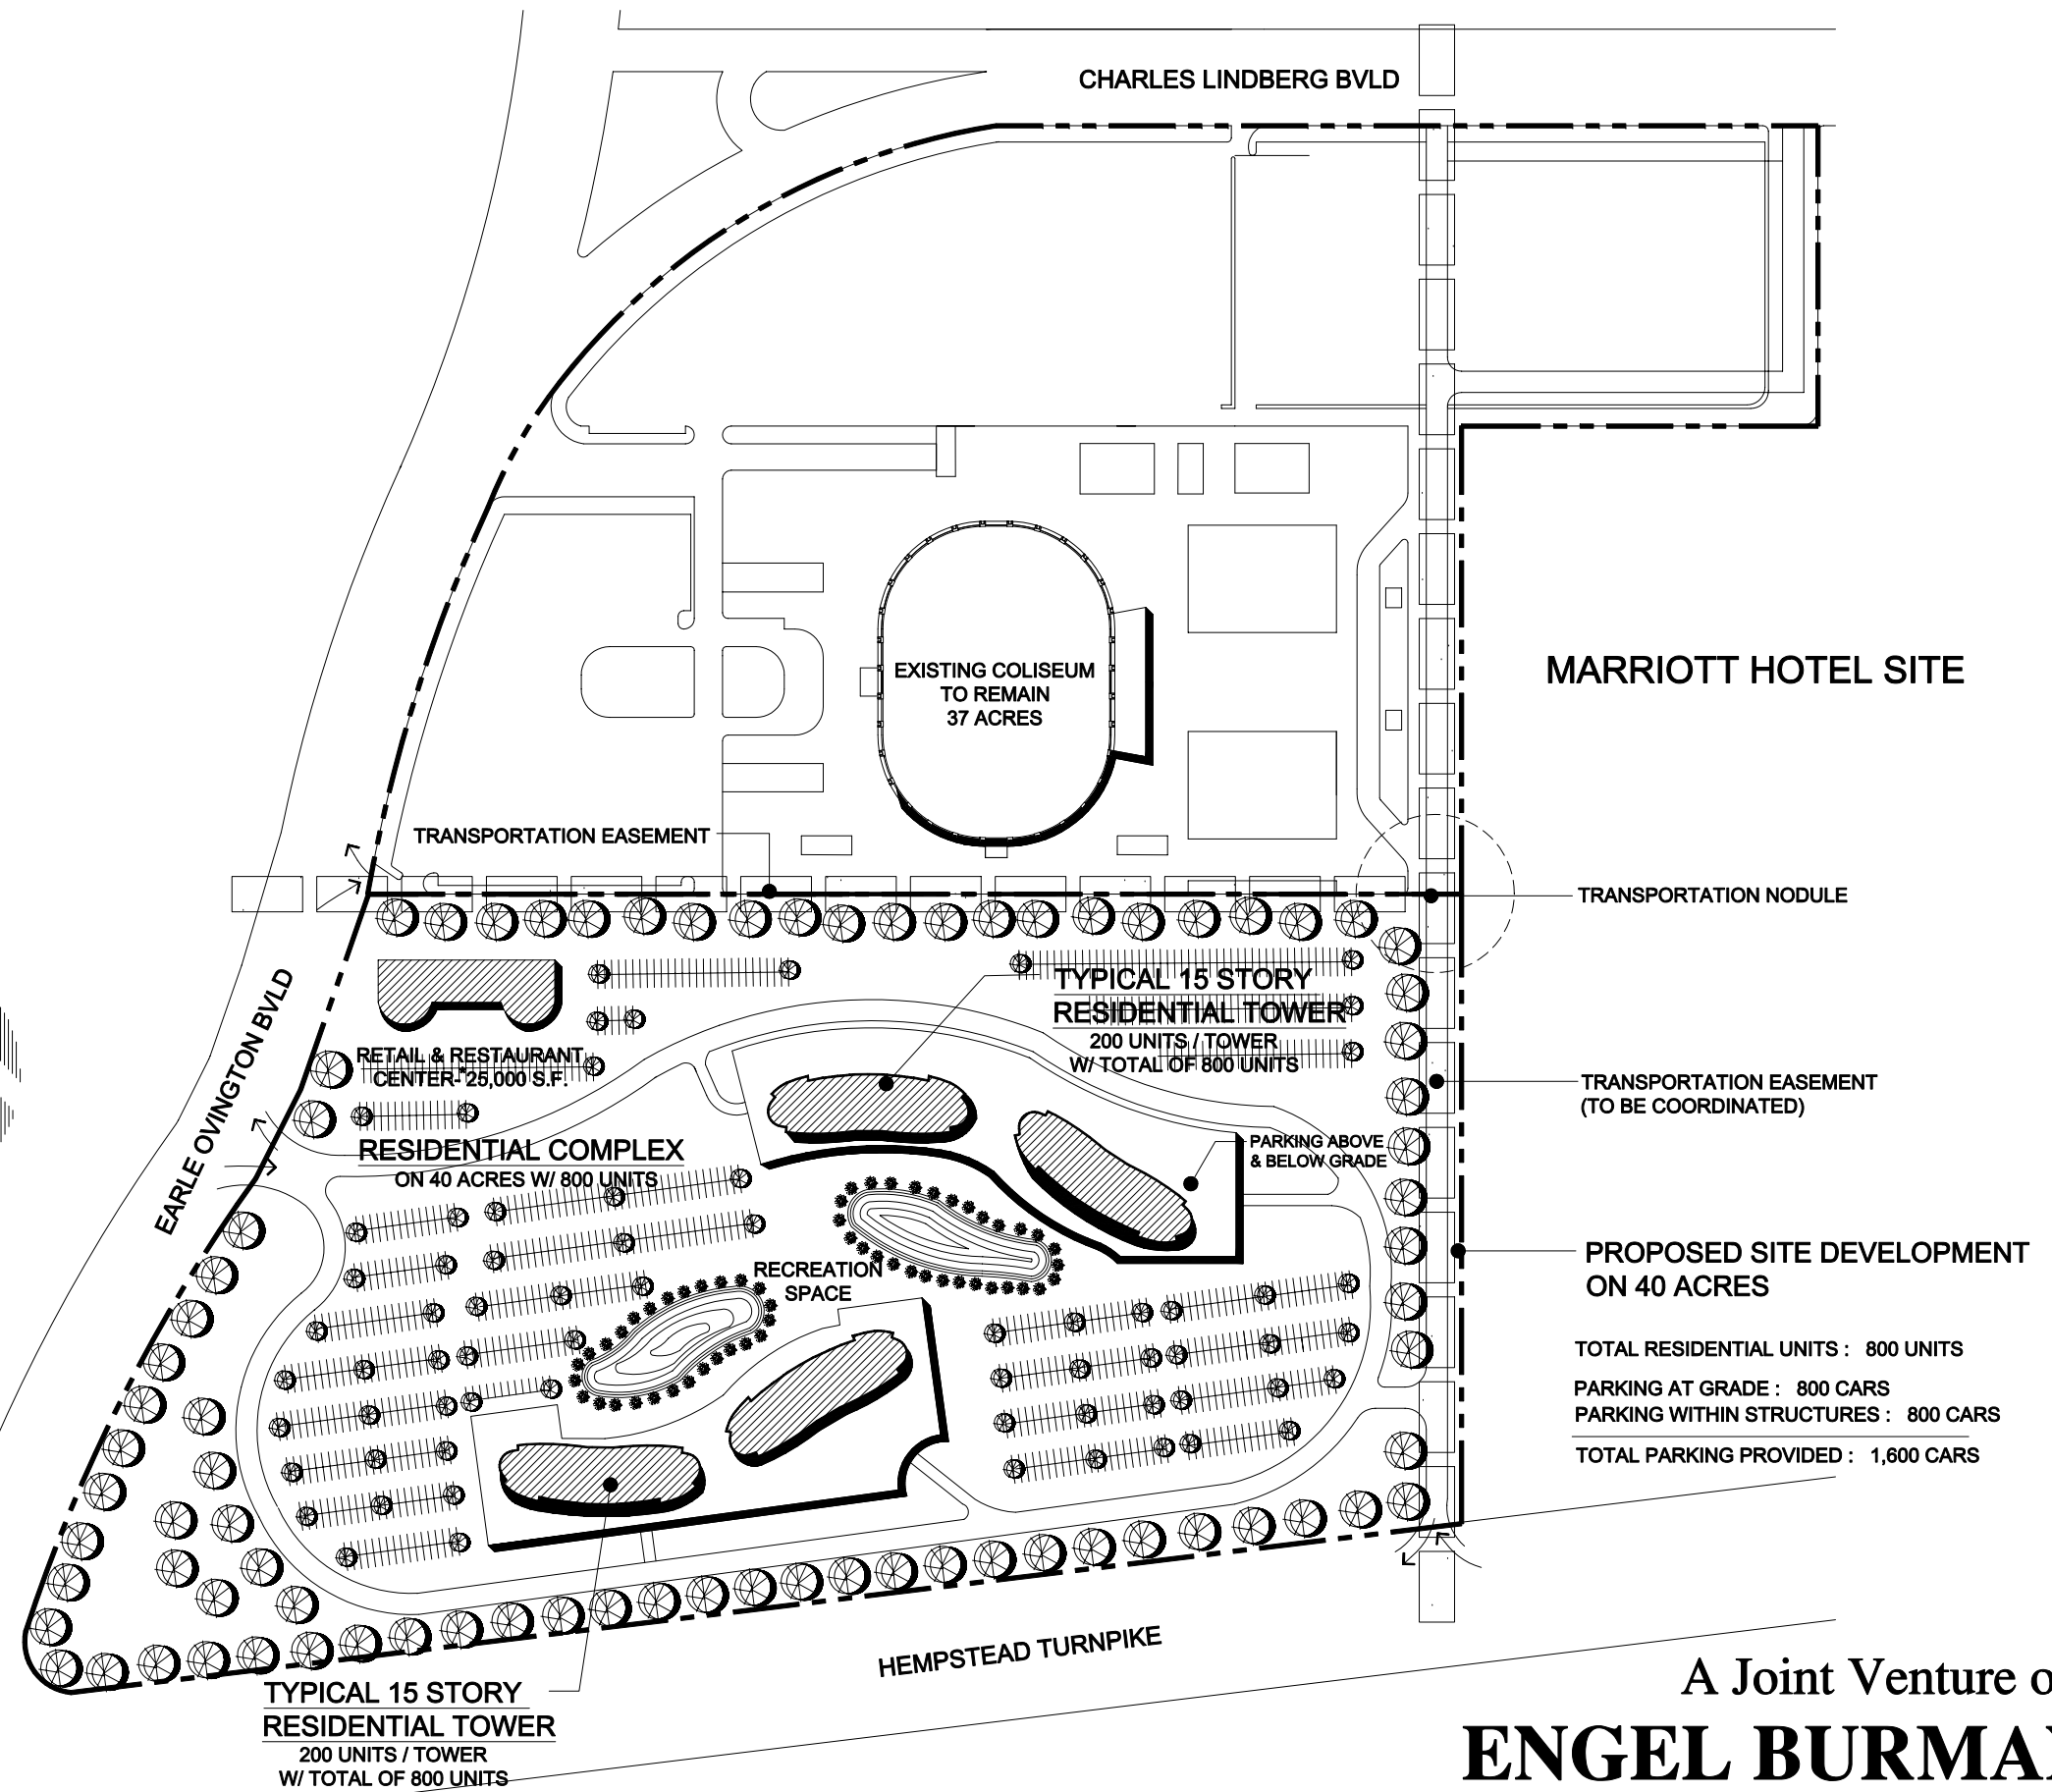 CHARLES LINDBERG BVLD
EXISTING COLISEUM
TO REMAIN
37 ACRES
MARRIOTT HOTEL SITE
TRANSPORTATION EASEMENT
TRANSPORTATION NODULE
EARLE OVINGTON BVLD
TYPICAL 15 STORY
RESIDENTIAL TOWER
200 UNITS / TOWER
W/ TOTAL OF 800 UNITS
RETAIL & RESTAURANT
CENTER- 25,000 S.F.
TRANSPORTATION EASEMENT
(TO BE COORDINATED)
RESIDENTIAL COMPLEX
ON 40 ACRES W/ 800 UNITS
PARKING ABOVE
& BELOW GRADE
RECREATION
SPACE
PROPOSED SITE DEVELOPMENT
ON 40 ACRES
TOTAL RESIDENTIAL UNITS : 800 UNITS
PARKING AT GRADE : 800 CARS
PARKING WITHIN STRUCTURES : 800 CARS
TOTAL PARKING PROVIDED : 1,600 CARS
HEMPSTEAD TURNPIKE
TYPICAL 15 STORY
RESIDENTIAL TOWER
200 UNITS / TOWER
W/ TOTAL OF 800 UNITS
A Joint Venture o
ENGEL BURMA